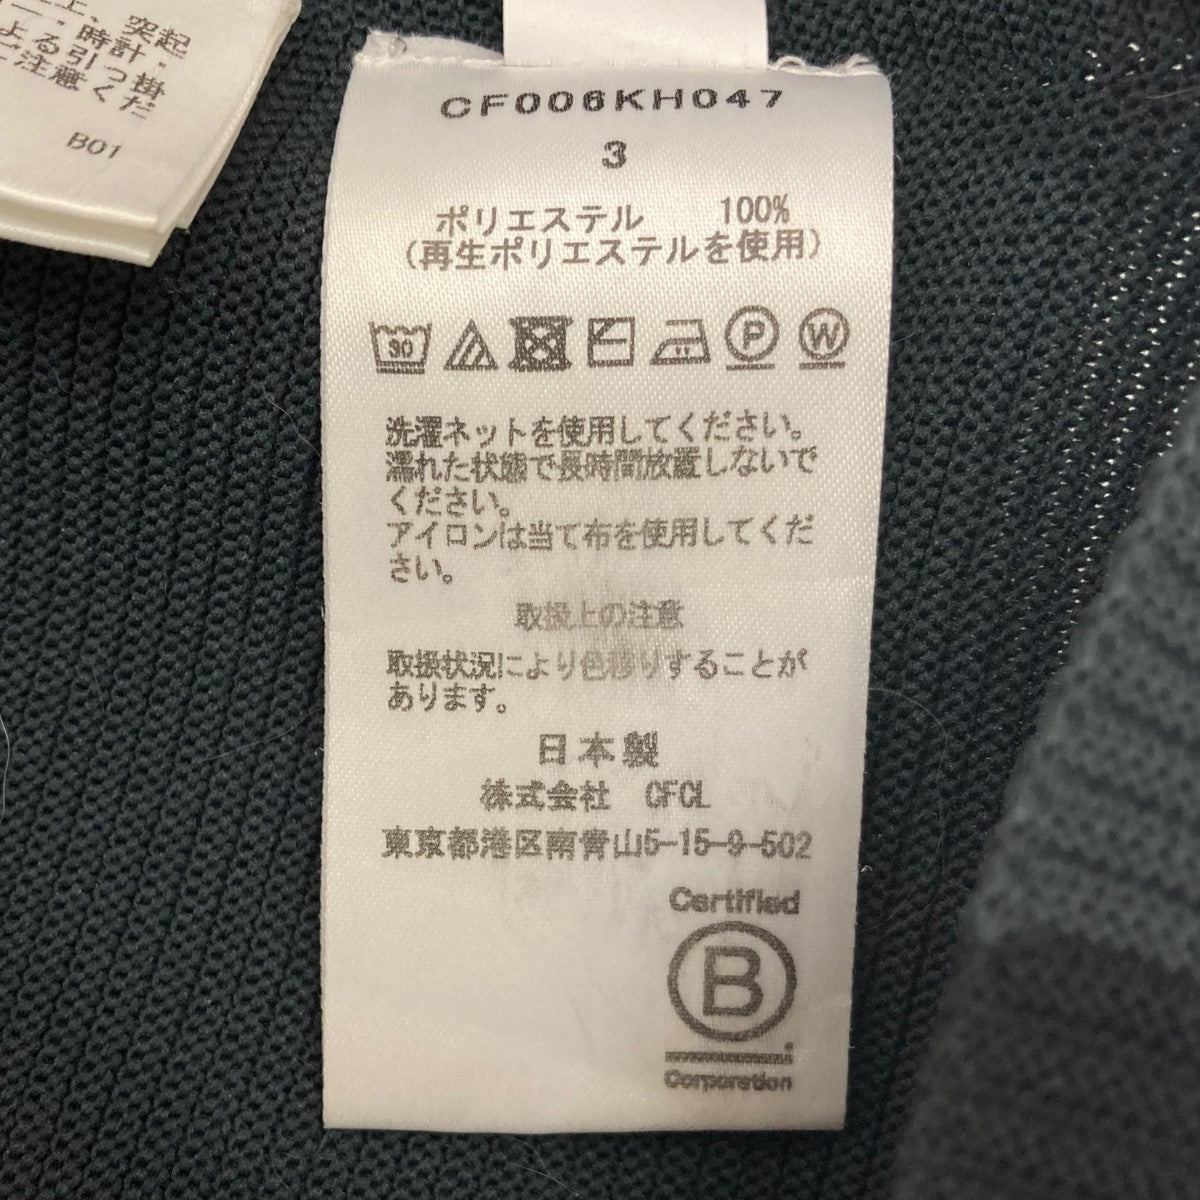 上、突起
ー・時計・
よる引っ掛
ご注意くだ
B01
CF006KH047
3
ポリエステル 100%
(再生ポリエステルを使用)
30 P W
洗濯ネットを使用してください。
濡れた状態で長時間放置しないで
ください。
アイロンは当て布を使用してくだ
さい。
取扱上の注意
取扱状況により色移りすることが
あります。
日本製
株式会社 CFCL
東京都港区南青山5-15-9-502
Certified
B
Corporation